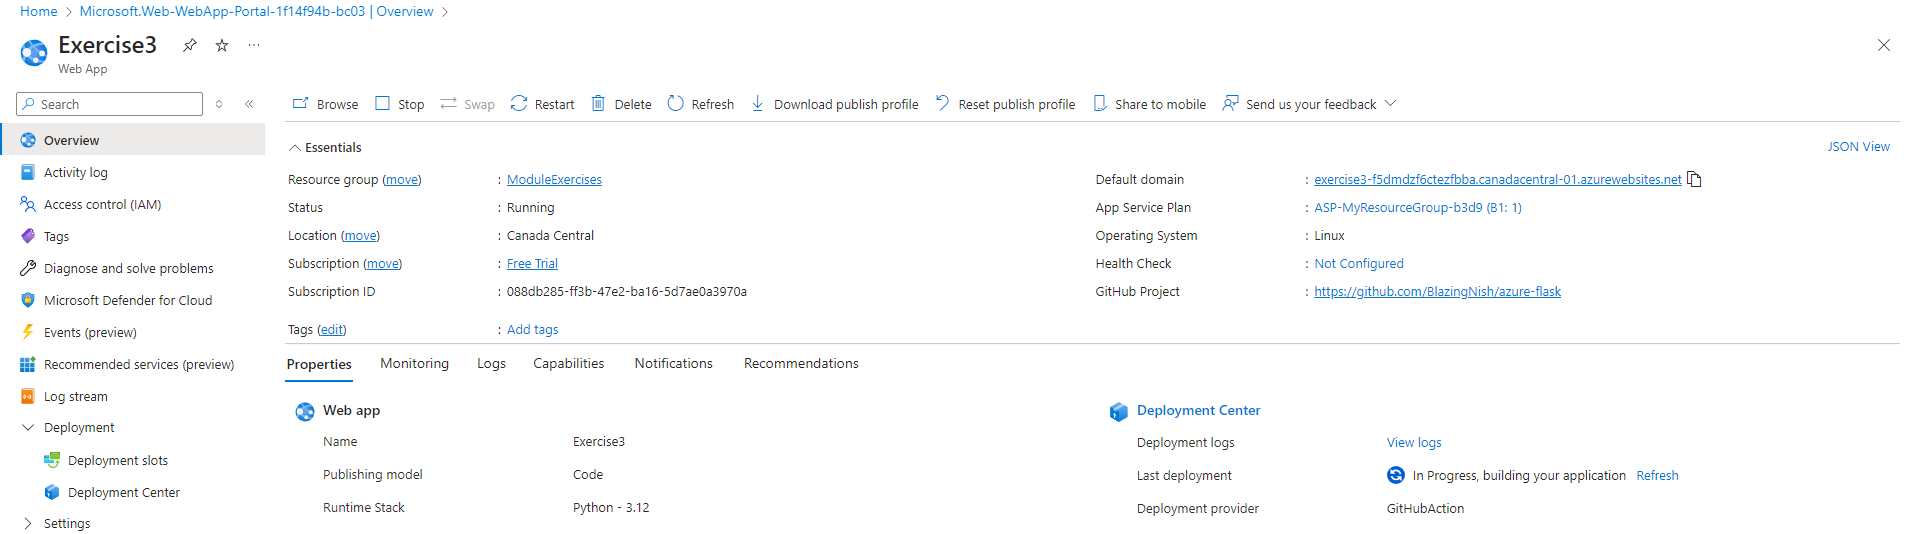 Home > Microsoft.Web-WebApp-Portal-1f14f94b-bc03 | Overview >
Exercise3
Web App
Search
Overview
Activity log
Access control (IAM)
Tags
Diagnose and solve problems
Microsoft Defender for Cloud
Events (preview)
Recommended services (preview)
Log stream
Deployment
Deployment slots
Deployment Center
Settings
Browse Stop Swap Restart Delete Refresh Download publish profile Reset publish profile Share to mobile Send us your feedback
Essentials JSON View
Resource group (move) : ModuleExercises
Status : Running
Location (move) : Canada Central
Subscription (move) : Free Trial
Subscription ID : 088db285-ff3b-47e2-ba16-5d7ae0a3970a
Default domain : exercise3-f5dmdzf6ctezfbba.canadacentral-01.azurewebsites.net
App Service Plan : ASP-MyResourceGroup-b3d9 (B1: 1)
Operating System : Linux
Health Check : Not Configured
GitHub Project : https://github.com/BlazingNish/azure-flask
Tags (edit) : Add tags
Properties Monitoring Logs Capabilities Notifications Recommendations
Web app
Name Exercise3
Publishing model Code
Runtime Stack Python - 3.12
Deployment Center
Deployment logs View logs
Last deployment In Progress, building your application Refresh
Deployment provider GitHubAction